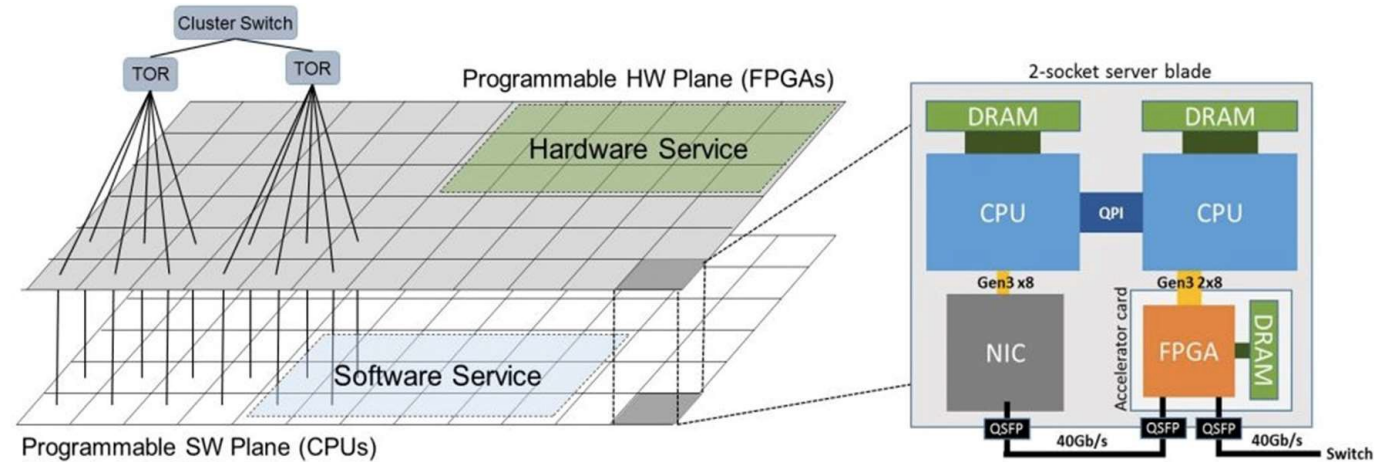 Cluster Switch
TOR
TOR
Programmable HW Plane (FPGAs)
Hardware Service
Software Service
Programmable SW Plane (CPUs)
2-socket server blade
DRAM
DRAM
CPU
QPI
CPU
Gen3 x8
Gen3 2x8
NIC
Accelerator card
FPGA
DRAM
QSFP
40Gb/s
QSFP
QSFP
40Gb/s
Switch